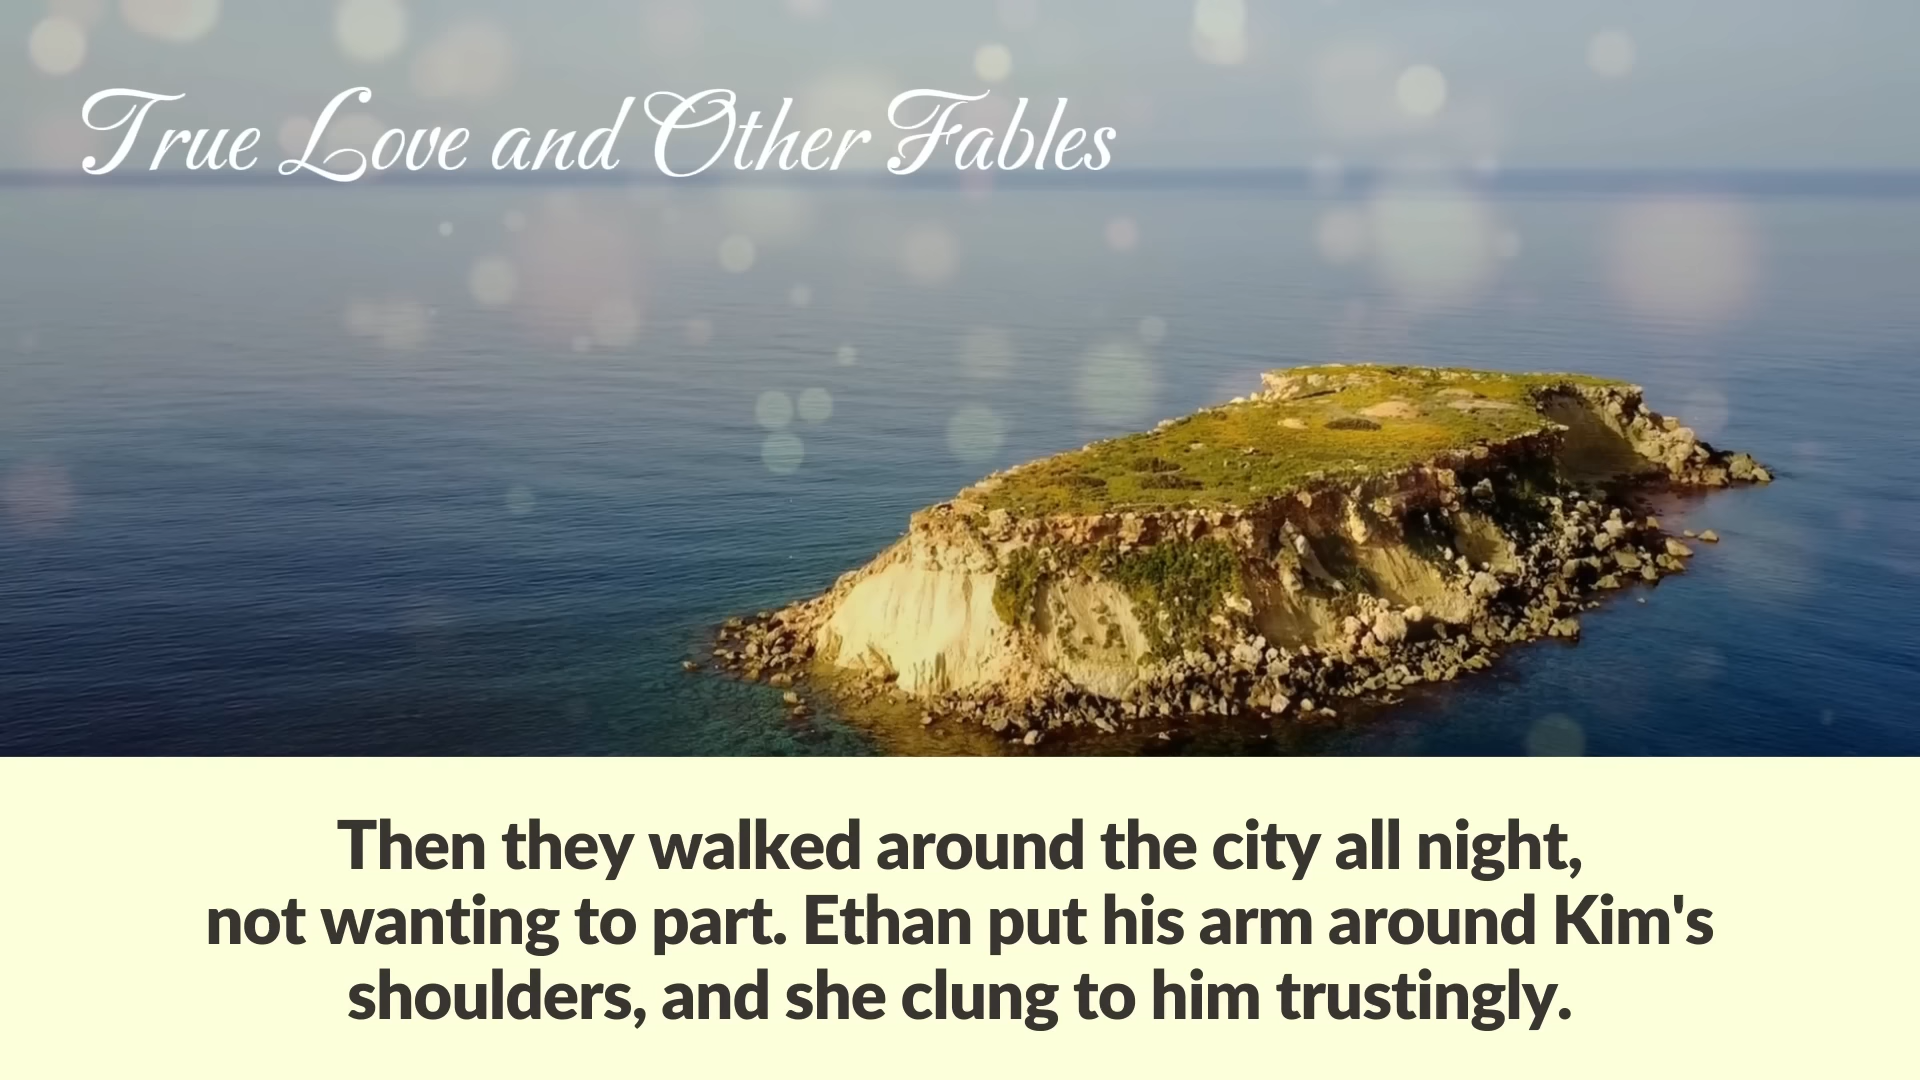 True Love and Other Fables
Then they walked around the city all night,
not wanting to part. Ethan put his arm around Kim's
shoulders, and she clung to him trustingly.